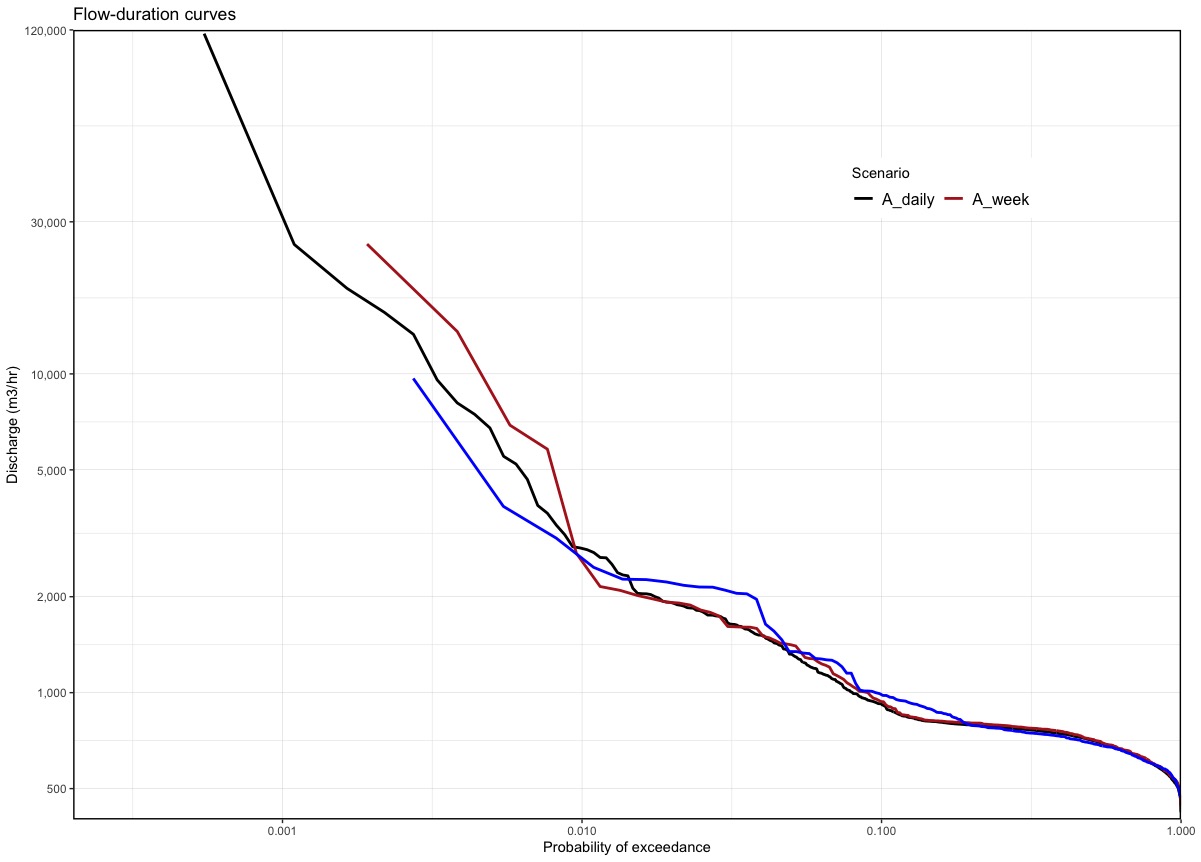 Flow-duration curves
120,000
30,000
10,000
5,000
2,000
1,000
500
Discharge (m3/hr)
Scenario
A_daily A_week
0.001 0.010 0.100 1.000
Probability of exceedance